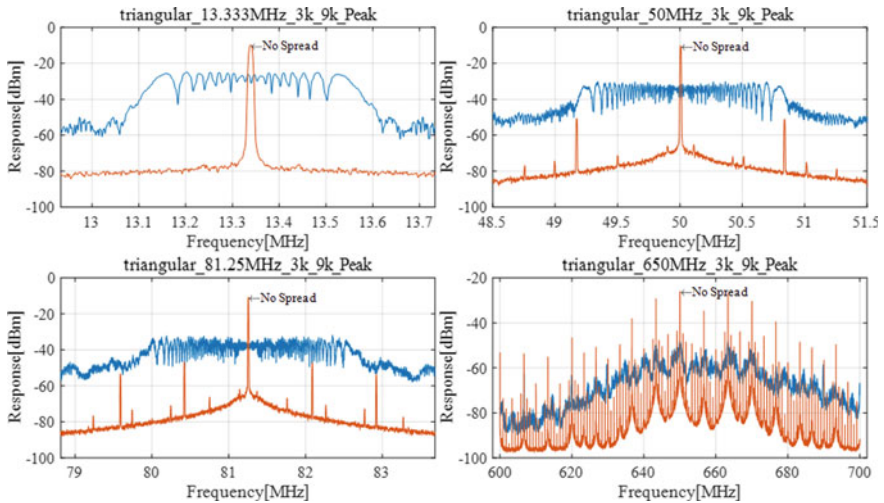 triangular_13.333MHz_3k_9k_Peak
0
-20
-40
-60
-80
-100
Response[dBm]
←No Spread
13 13.1 13.2 13.3 13.4 13.5 13.6 13.7
Frequency[MHz]
triangular_50MHz_3k_9k_Peak
0
-20
-40
-60
-80
-100
Response[dBm]
←No Spread
48.5 49 49.5 50 50.5 51 51.5
Frequency[MHz]
triangular_81.25MHz_3k_9k_Peak
0
-20
-40
-60
-80
-100
Response[dBm]
←No Spread
79 80 81 82 83
Frequency[MHz]
triangular_650MHz_3k_9k_Peak
-20
-40
-60
-80
-100
Response[dBm]
←No Spread
600 620 640 660 680 700
Frequency[MHz]